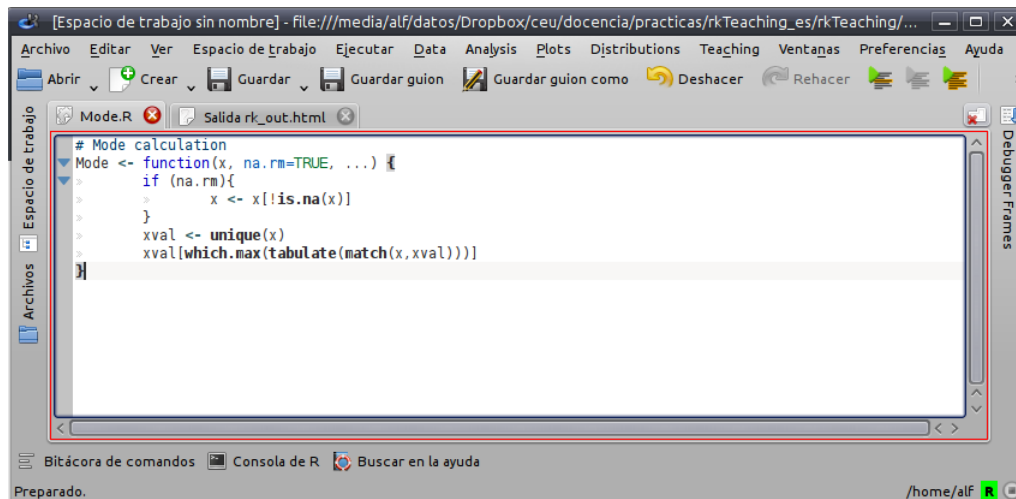 [Espacio de trabajo sin nombre] - file:///media/alf/datos/Dropbox/ceu/docencia/practicas/rkTeaching_es/rkTeaching/...
Archivo Editar Ver Espacio de trabajo Ejecutar Data Analysis Plots Distributions Teaching Ventanas Preferencias Ayuda
Abrir Crear Guardar Guardar guion Guardar guion como Deshacer Rehacer
Mode.R Salida rk_out.html
Espacio de trabajo
Archivos
# Mode calculation
Mode <- function(x, na.rm=TRUE, ...) {
if (na.rm){
x <- x[!is.na(x)]
}
xval <- unique(x)
xval[which.max(tabulate(match(x,xval)))]
}
Debugger Frames
Bitácora de comandos Consola de R Buscar en la ayuda
Preparado. /home/alf R